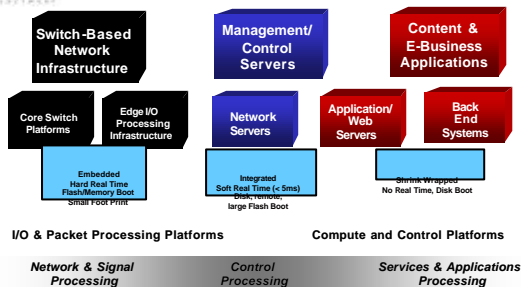 Switch-Based
Network
Infrastructure
Management/
Control
Servers
Content &
E-Business
Applications
Core Switch
Platforms
Edge I/O
Processing
Infrastructure
Network
Servers
Application/
Web
Servers
Back
End
Systems
Embedded
Hard Real Time
Flash/Memory Boot
Small Foot Print
Integrated
Soft Real Time (< 5ms)
Disk, remote,
large Flash Boot
Shrink Wrapped
No Real Time, Disk Boot
I/O & Packet Processing Platforms
Compute and Control Platforms
Network & Signal
Processing
Control
Processing
Services & Applications
Processing